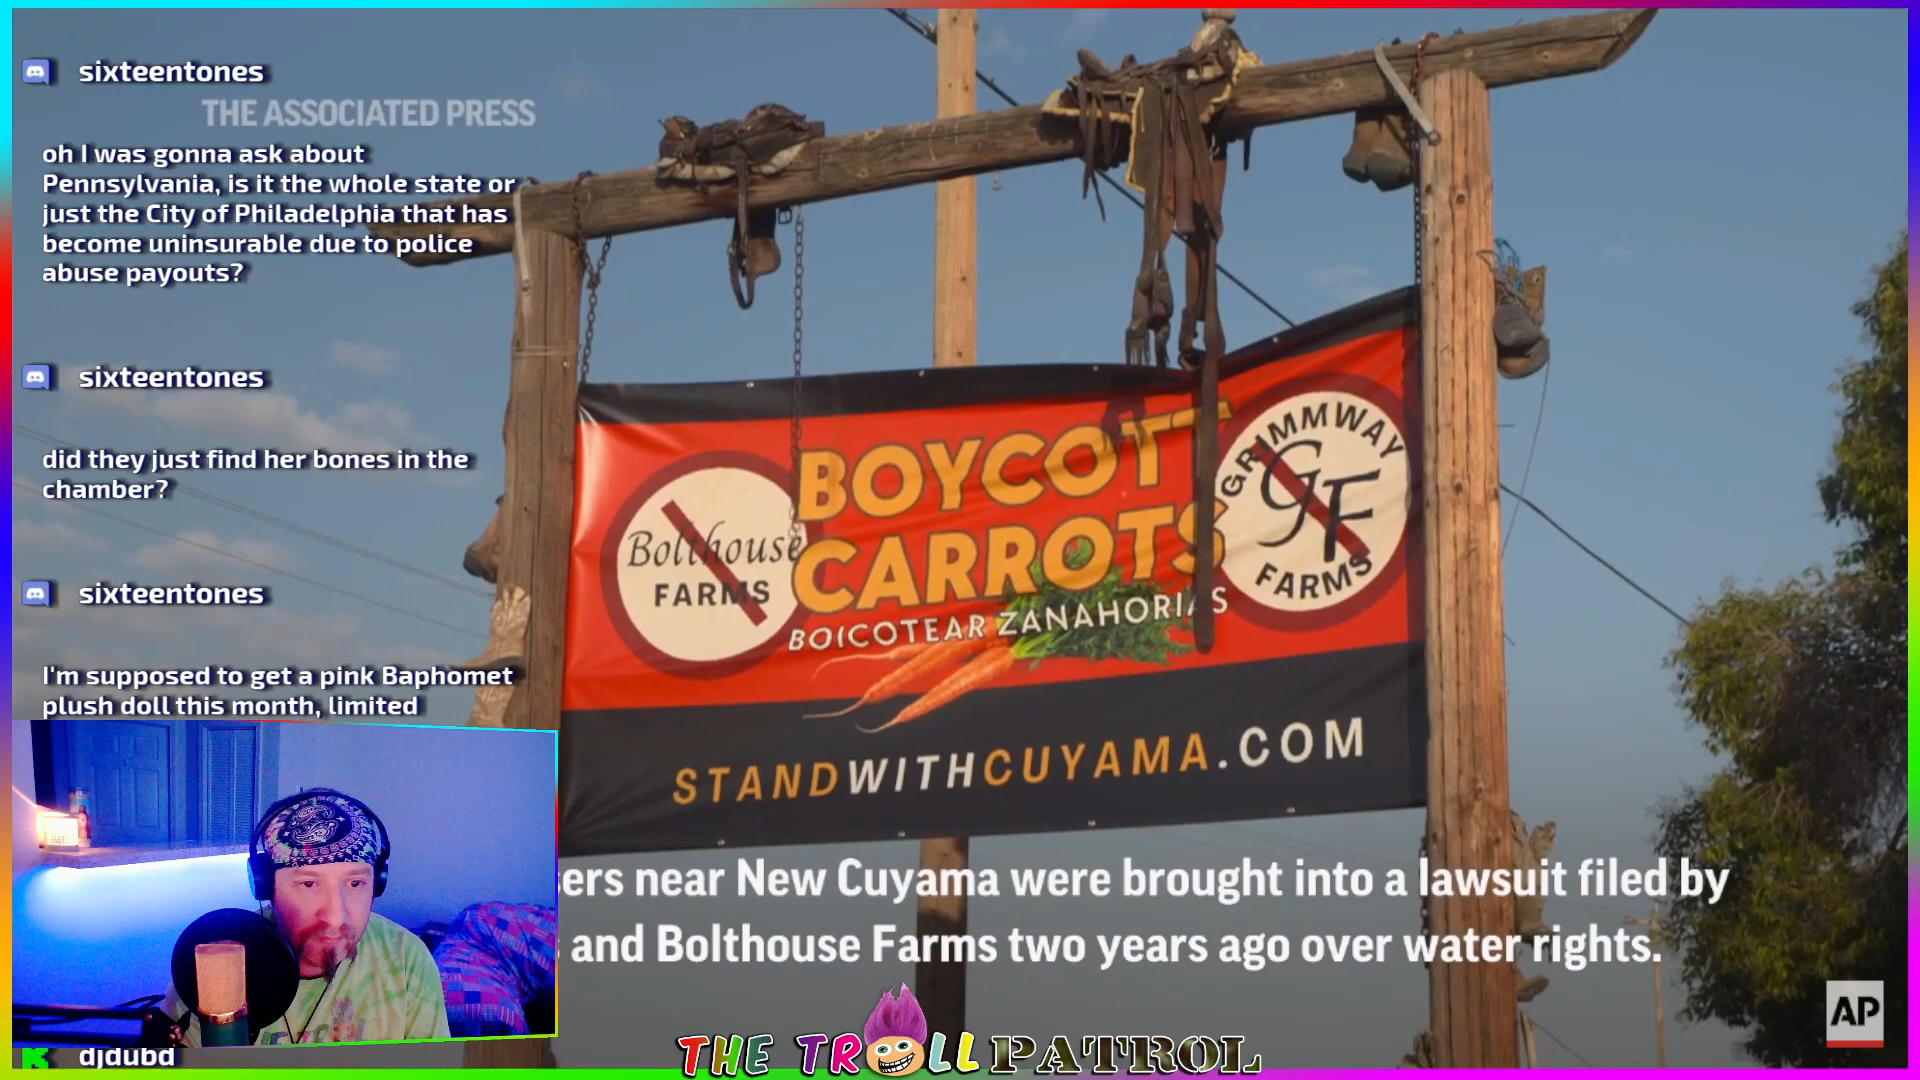 sixteentones
THE ASSOCIATED PRESS
oh I was gonna ask about
Pennsylvania, is it the whole state or
just the City of Philadelphia that has
become uninsurable due to police
abuse payouts?
sixteentones
did they just find her bones in the
chamber?
sixteentones
I'm supposed to get a pink Baphomet
plush doll this month, limited
djdubd
BOYCOTT
CARROTS
BOICOTEAR ZANAHORIAS
Bolthouse
FARMS
GRIMMWAY
GF
FARMS
STANDWITHCUYAMA.COM
near New Cuyama were brought into a lawsuit filed by
and Bolthouse Farms two years ago over water rights.
AP
THE TROLL PATROL